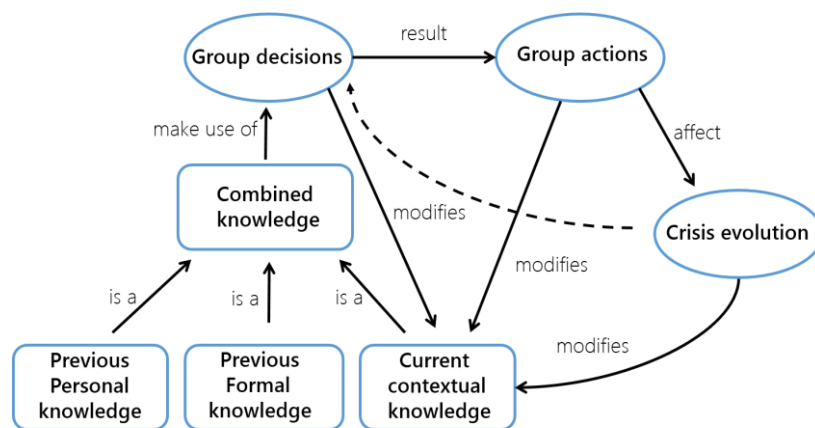 result
Group decisions
Group actions
make use of
affect
Combined
knowledge
modifies
Crisis evolution
modifies
is a
is a
is a
modifies
Previous
Personal
knowledge
Previous
Formal
knowledge
Current
contextual
knowledge